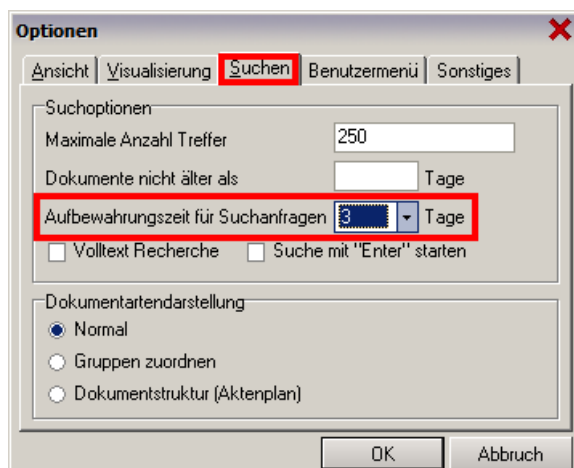 Optionen
Ansicht Visualisierung Suchen Benutzermenü Sonstiges
Suchoptionen
Maximale Anzahl Treffer 250
Dokumente nicht älter als Tage
Aufbewahrungszeit für Suchanfragen 3 Tage
Volltext Recherche Suche mit "Enter" starten
Dokumentartendarstellung
Normal
Gruppen zuordnen
Dokumentstruktur (Aktenplan)
OK Abbruch